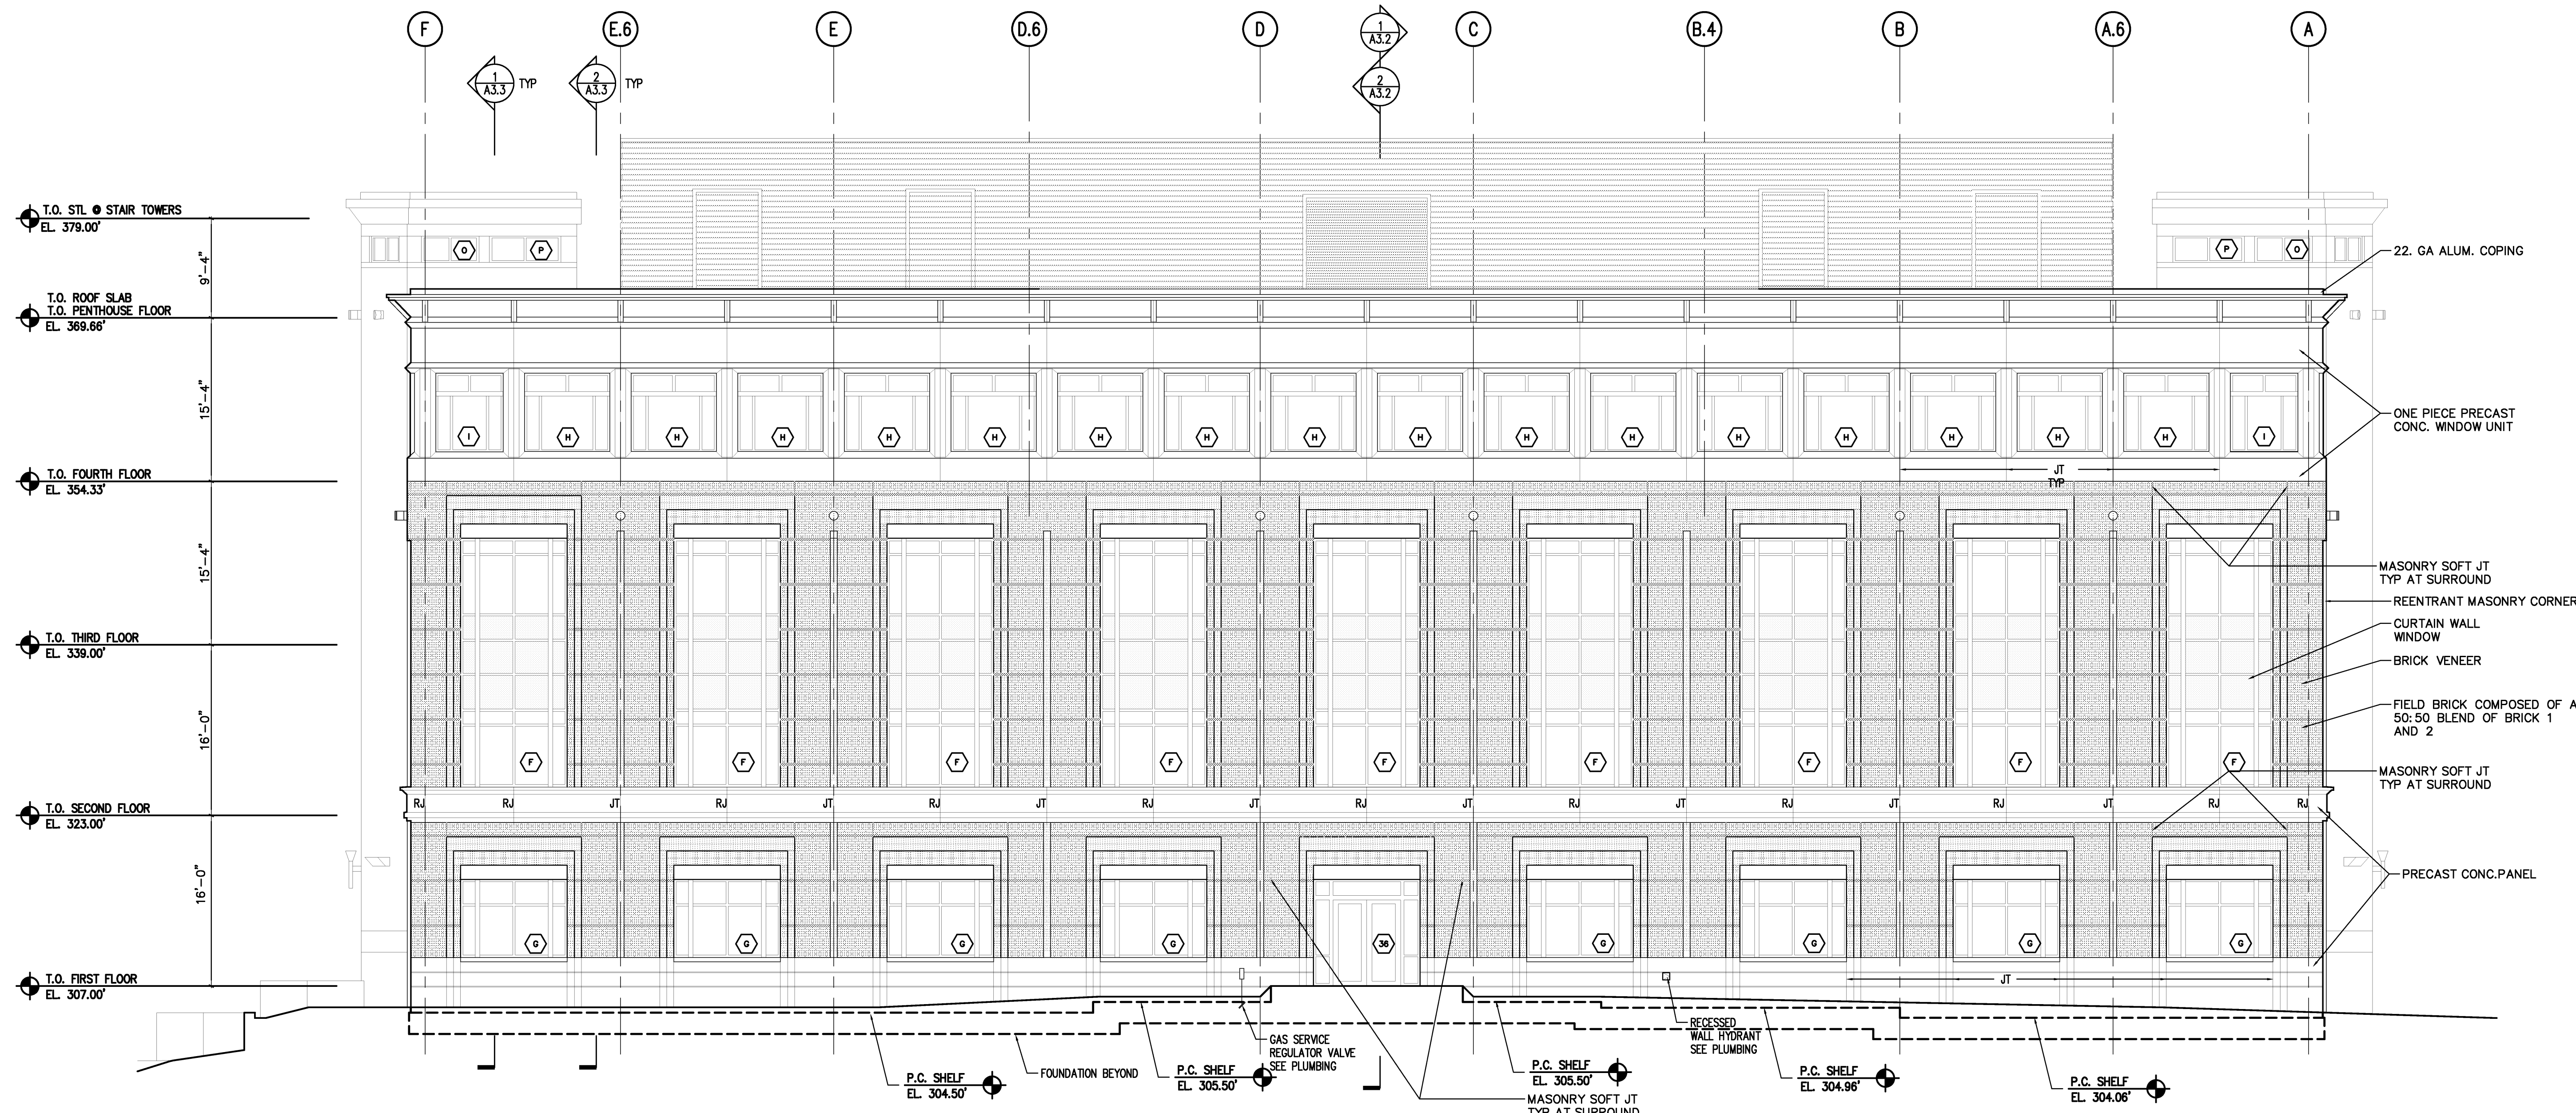 F E.6 E D.6 D C B.4 B A.6 A
1
A3.3
TYP
2
A3.3
TYP
1
A3.2
2
A3.2
T.O. STL @ STAIR TOWERS
EL. 379.00'
9'-4"
T.O. ROOF SLAB
T.O. PENTHOUSE FLOOR
EL. 369.66'
15'-4"
T.O. FOURTH FLOOR
EL. 354.33'
15'-4"
T.O. THIRD FLOOR
EL. 339.00'
16'-0"
T.O. SECOND FLOOR
EL. 323.00'
16'-0"
T.O. FIRST FLOOR
EL. 307.00'
O P P O
I H H H H H H H H H H H H H H H H I
JT
TYP
F F F F F F F F F
RJ RJ JT RJ JT RJ JT RJ JT RJ JT RJ JT RJ JT RJ JT RJ RJ
G G G G 36 G G G G
JT
22. GA ALUM. COPING
ONE PIECE PRECAST
CONC. WINDOW UNIT
MASONRY SOFT JT
TYP AT SURROUND
REENTRANT MASONRY CORNER
CURTAIN WALL
WINDOW
BRICK VENEER
FIELD BRICK COMPOSED OF A
50:50 BLEND OF BRICK 1
AND 2
MASONRY SOFT JT
TYP AT SURROUND
PRECAST CONC.PANEL
P.C. SHELF
EL. 304.50'
FOUNDATION BEYOND
P.C. SHELF
EL. 305.50'
GAS SERVICE
REGULATOR VALVE
SEE PLUMBING
MASONRY SOFT JT
TYP AT SURROUND
P.C. SHELF
EL. 305.50'
RECESSED
WALL HYDRANT
SEE PLUMBING
P.C. SHELF
EL. 304.96'
P.C. SHELF
EL. 304.06'